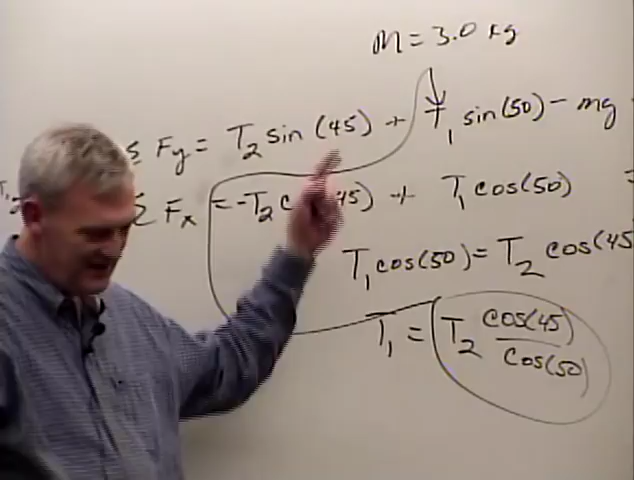 m = 3.0 kg
Σ Fy = T2 sin (45) + T1 sin(50) - mg
Σ Fx = -T2 c 45) + T1 cos(50) =
T1 cos(50) = T2 cos(45
T1 = T2 cos(45)/cos(50)